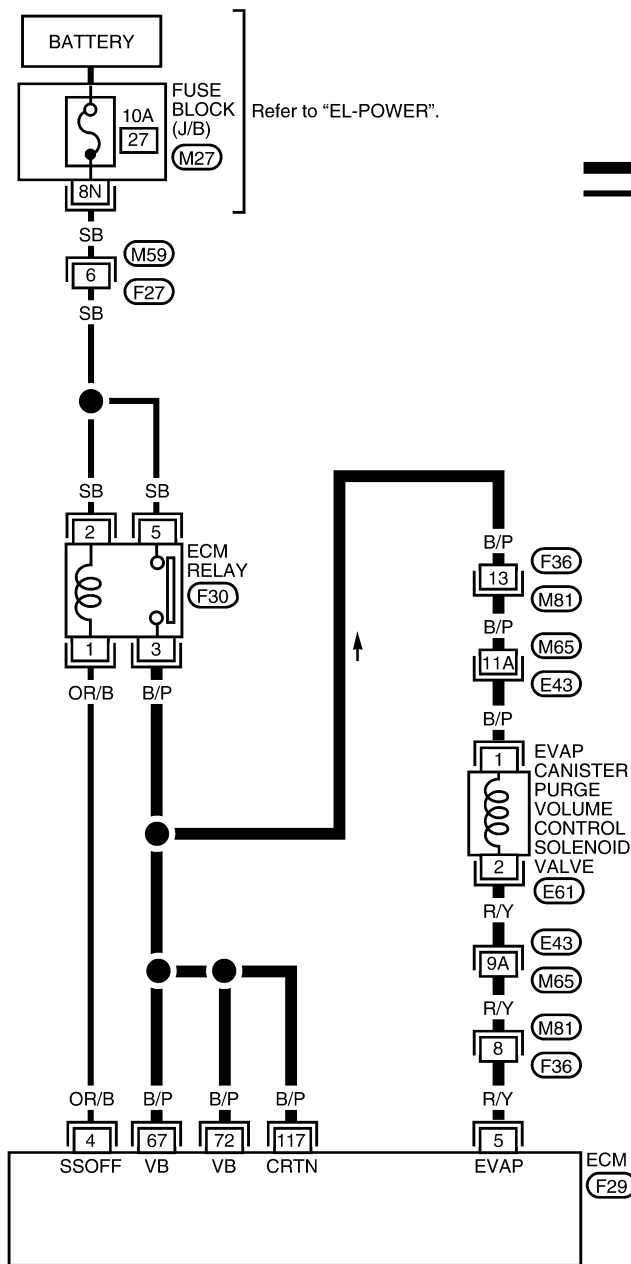 BATTERY
FUSE
BLOCK
(J/B)
Refer to “EL-POWER”.
10A
27
M27
8N
SB
M59
6
F27
SB
SB SB
2 5
ECM
RELAY
F30
1 3
OR/B B/P
B/P
F36
13
M81
B/P
M65
11A
E43
B/P
1
EVAP
CANISTER
PURGE
VOLUME
CONTROL
SOLENOID
VALVE
2
E61
R/Y
E43
9A
M65
R/Y
M81
8
F36
OR/B B/P B/P B/P R/Y
4 67 72 117 5
SSOFF VB VB CRTN EVAP
ECM
F29